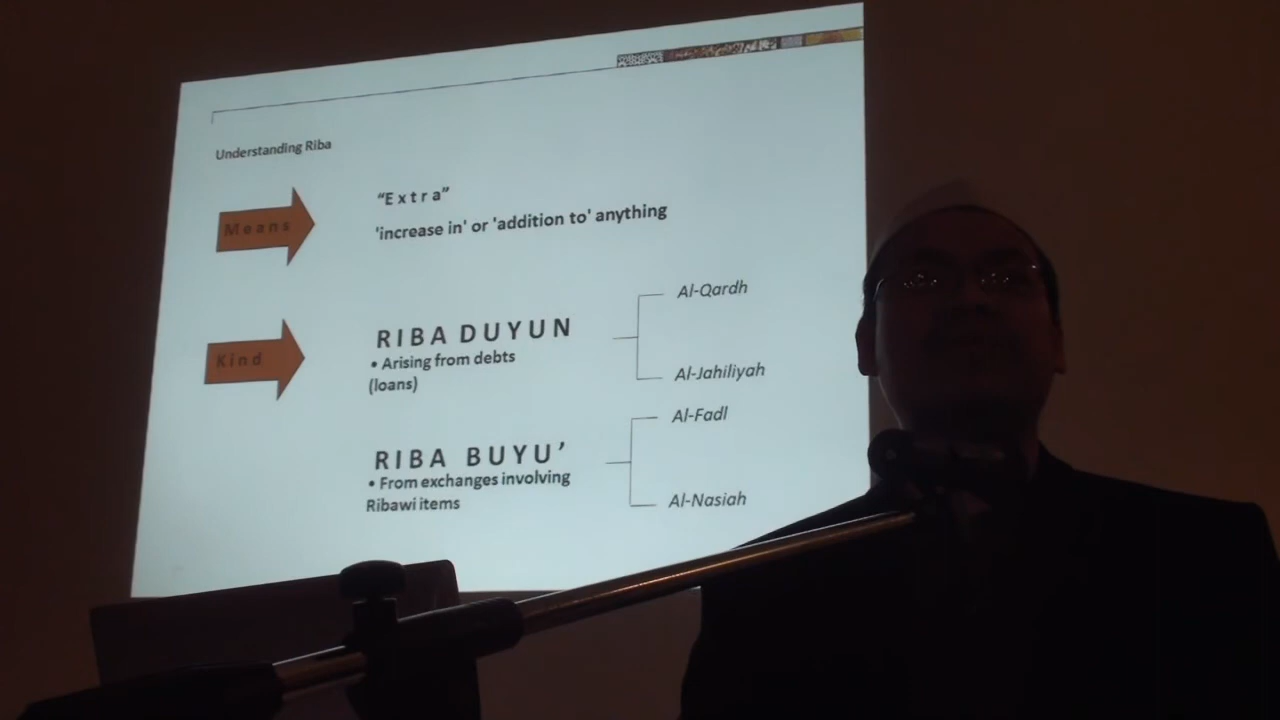 Understanding Riba
Means
“Extra”
'increase in' or 'addition to' anything
Kind
RIBA DUYUN
• Arising from debts
(loans)
Al-Qardh
Al-Jahiliyah
RIBA BUYU’
• From exchanges involving
Ribawi items
Al-Fadl
Al-Nasiah